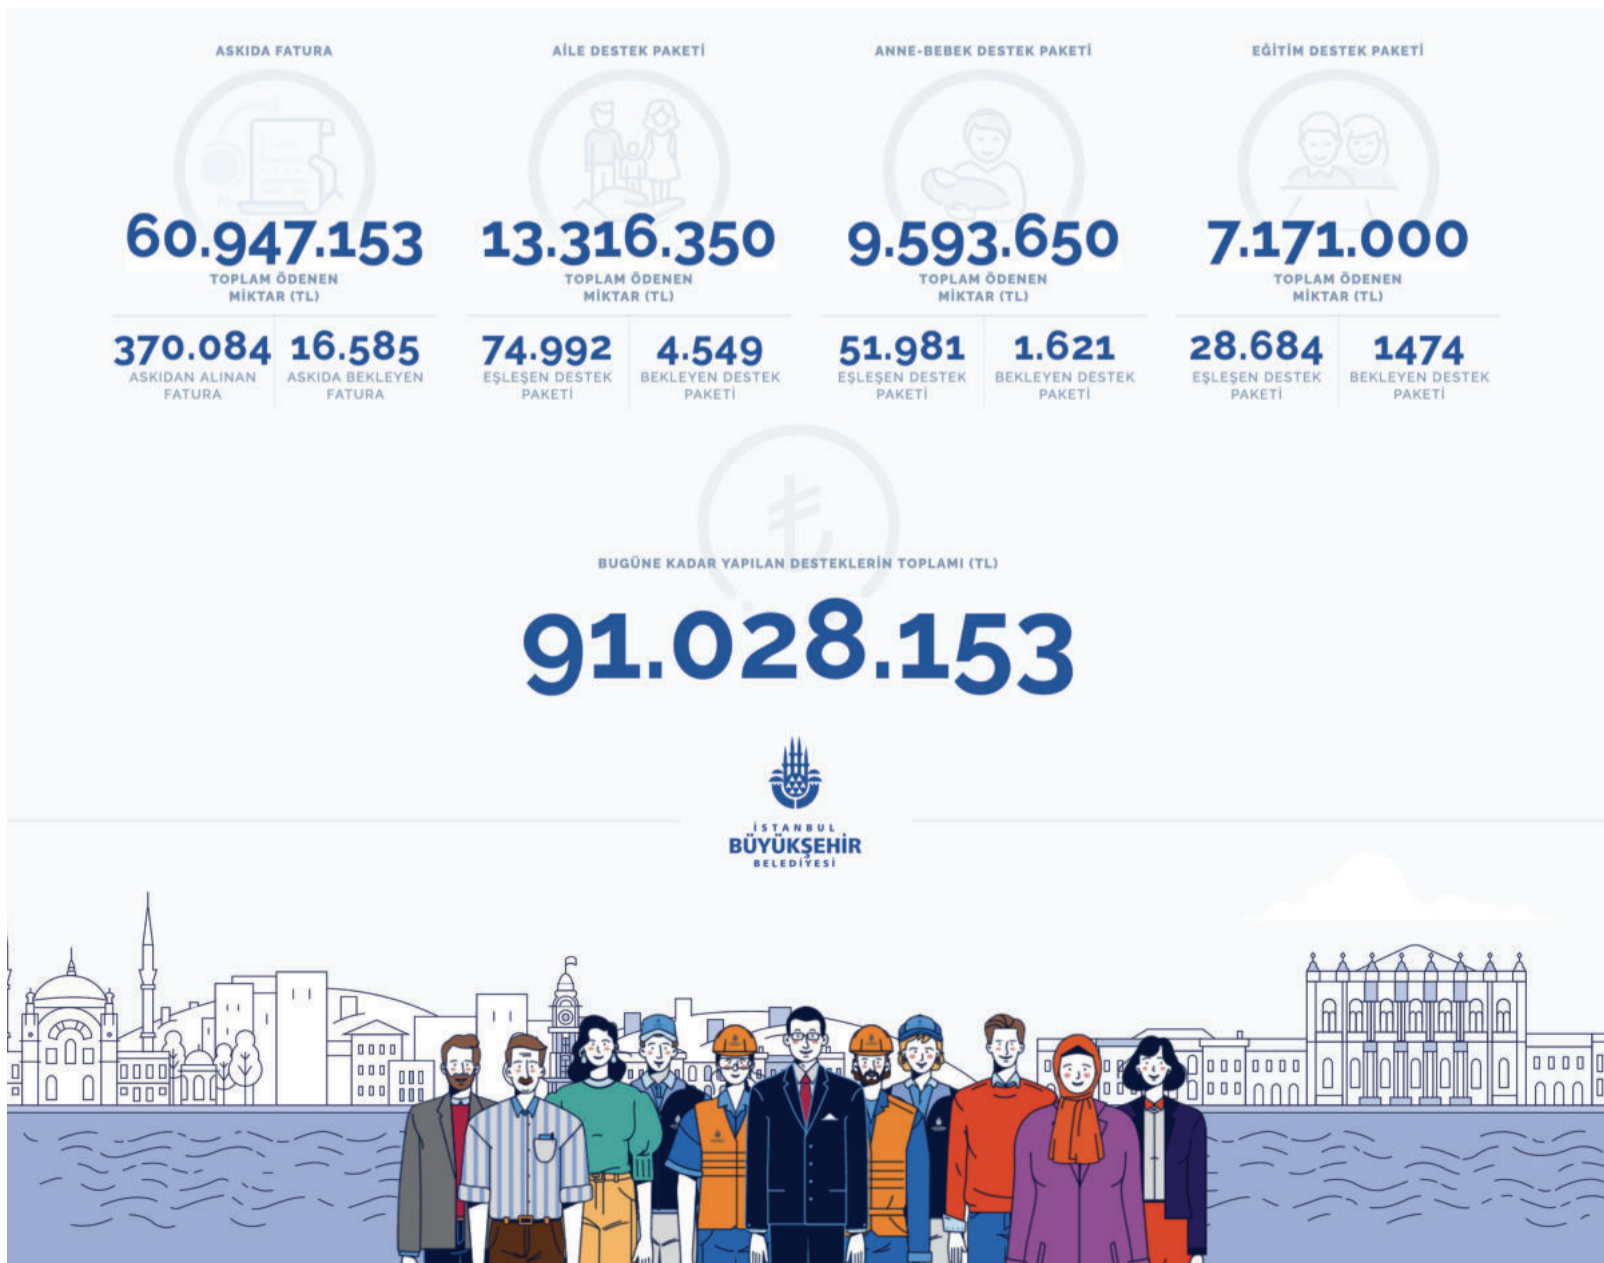 ASKIDA FATURA
60.947.153
TOPLAM ÖDENEN
MİKTAR (TL)
370.084
ASKIDAN ALINAN
FATURA
16.585
ASKIDA BEKLEYEN
FATURA
AİLE DESTEK PAKETİ
13.316.350
TOPLAM ÖDENEN
MİKTAR (TL)
74.992
EŞLEŞEN DESTEK
PAKETİ
4.549
BEKLEYEN DESTEK
PAKETİ
ANNE-BEBEK DESTEK PAKETİ
9.593.650
TOPLAM ÖDENEN
MİKTAR (TL)
51.981
EŞLEŞEN DESTEK
PAKETİ
1.621
BEKLEYEN DESTEK
PAKETİ
EĞİTİM DESTEK PAKETİ
7.171.000
TOPLAM ÖDENEN
MİKTAR (TL)
28.684
EŞLEŞEN DESTEK
PAKETİ
1474
BEKLEYEN DESTEK
PAKETİ
₺
BUGÜNE KADAR YAPILAN DESTEKLERİN TOPLAMI (TL)
91.028.153
İSTANBUL
BÜYÜKŞEHİR
BELEDİYESİ